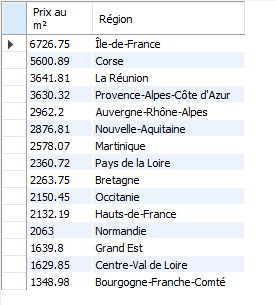 Prix au m² Région
6726.75 Île-de-France
5600.89 Corse
3641.81 La Réunion
3630.32 Provence-Alpes-Côte d'Azur
2962.2 Auvergne-Rhône-Alpes
2876.81 Nouvelle-Aquitaine
2578.07 Martinique
2360.72 Pays de la Loire
2263.75 Bretagne
2150.45 Occitanie
2132.19 Hauts-de-France
2063 Normandie
1639.8 Grand Est
1629.85 Centre-Val de Loire
1348.98 Bourgogne-Franche-Comté